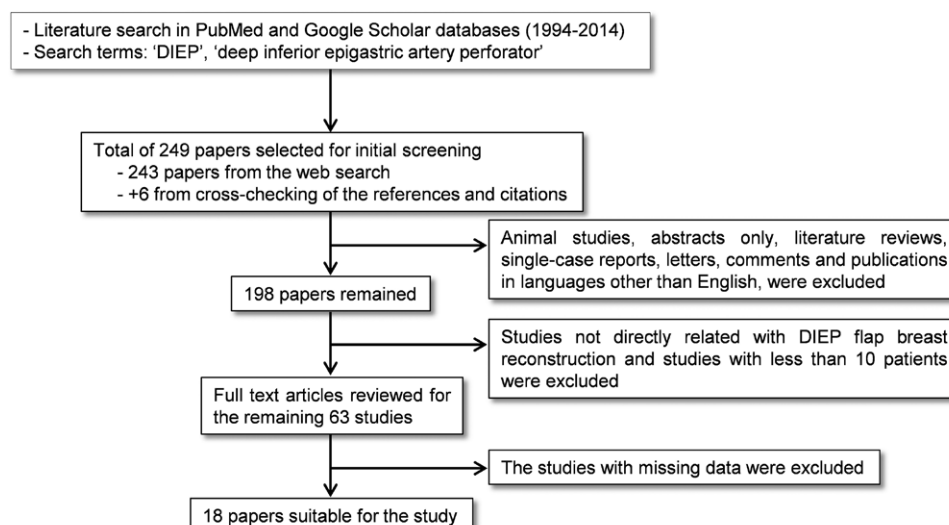 - Literature search in PubMed and Google Scholar databases (1994-2014)
- Search terms: ‘DIEP’, ‘deep inferior epigastric artery perforator’
Total of 249 papers selected for initial screening
- 243 papers from the web search
- +6 from cross-checking of the references and citations
Animal studies, abstracts only, literature reviews,
single-case reports, letters, comments and publications
in languages other than English, were excluded
198 papers remained
Studies not directly related with DIEP flap breast
reconstruction and studies with less than 10 patients
were excluded
Full text articles reviewed for
the remaining 63 studies
The studies with missing data were excluded
18 papers suitable for the study